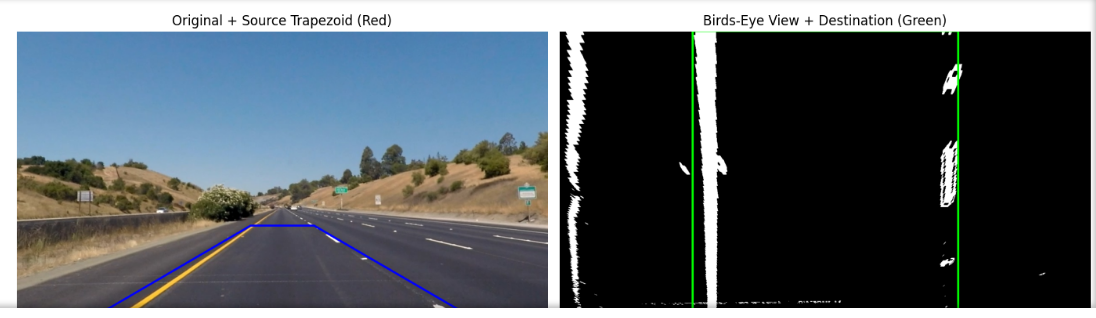 Original + Source Trapezoid (Red)
Birds-Eye View + Destination (Green)